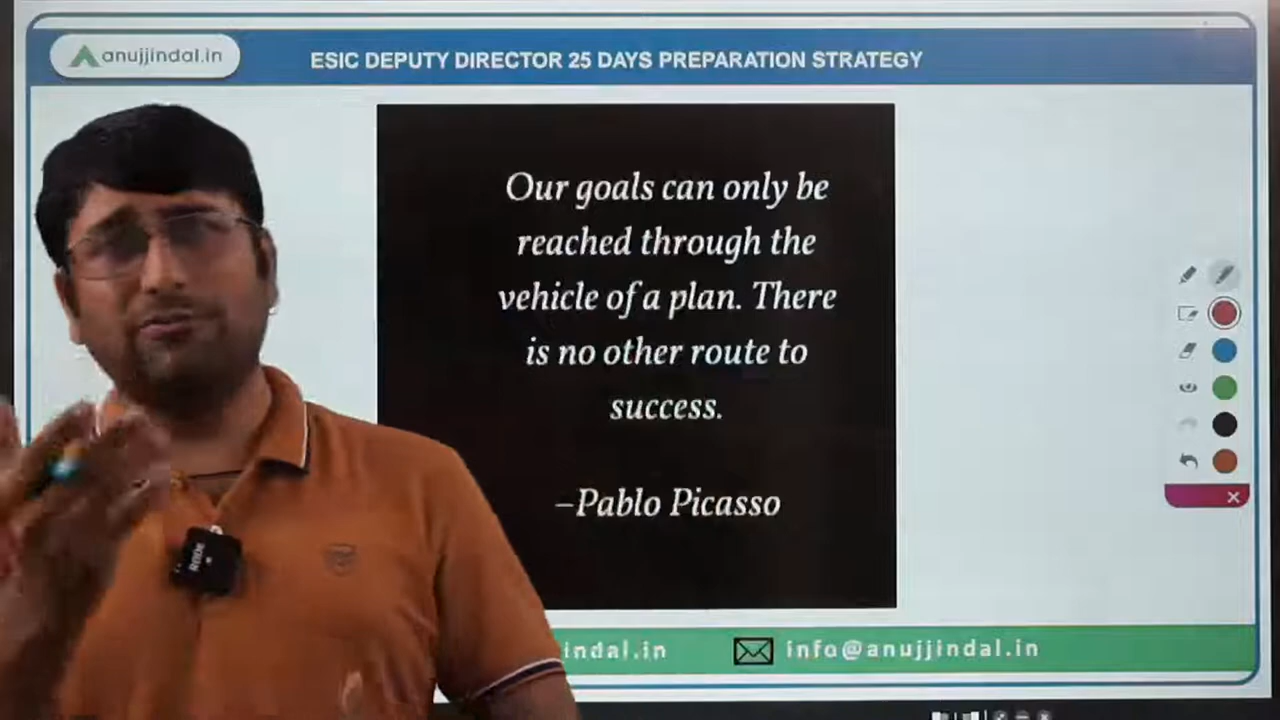 anujjindal.in
ESIC DEPUTY DIRECTOR 25 DAYS PREPARATION STRATEGY
Our goals can only be
reached through the
vehicle of a plan. There
is no other route to
success.
–Pablo Picasso
RODE
indal.in
info@anujjindal.in